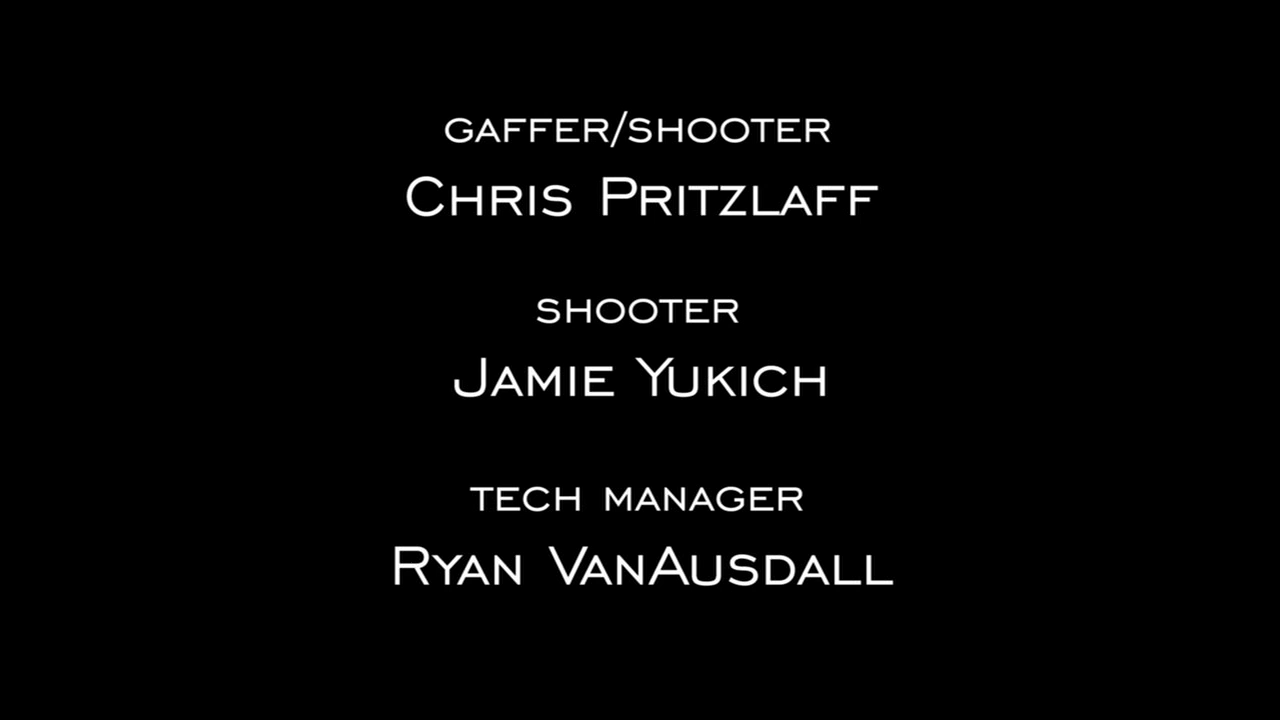 GAFFER/SHOOTER
CHRIS PRITZLAFF
SHOOTER
JAMIE YUKICH
TECH MANAGER
RYAN VANAUSDALL